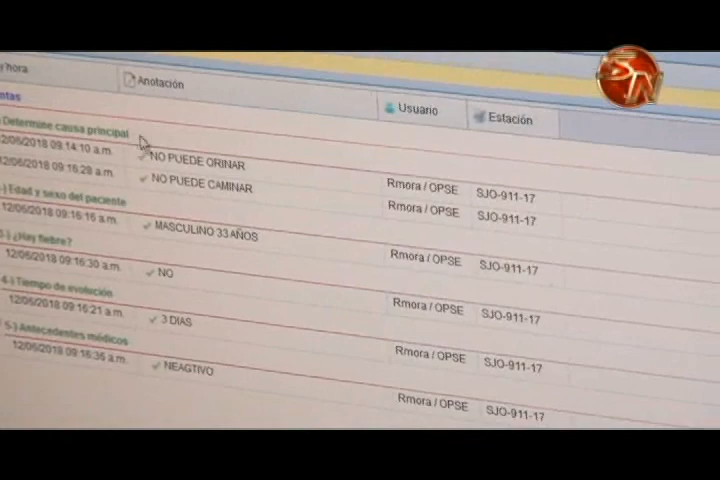 /hora Anotación Usuario Estación
ntas
Determine causa principal
2/06/2018 09:14:10 a.m. NO PUEDE ORINAR Rmora / OPSE SJO-911-17
12/06/2018 09:16:28 a.m. NO PUEDE CAMINAR Rmora / OPSE SJO-911-17
-) Edad y sexo del paciente
12/06/2018 09:16:16 a.m. MASCULINO 33 AÑOS Rmora / OPSE SJO-911-17
-) ¿Hay fiebre?
12/06/2018 09:16:30 a.m. NO Rmora / OPSE SJO-911-17
4-) Tiempo de evolución
12/06/2018 09:16:21 a.m. 3 DIAS Rmora / OPSE SJO-911-17
5-) Antecedentes médicos
12/06/2018 09:16:35 a.m. NEAGTIVO Rmora / OPSE SJO-911-17